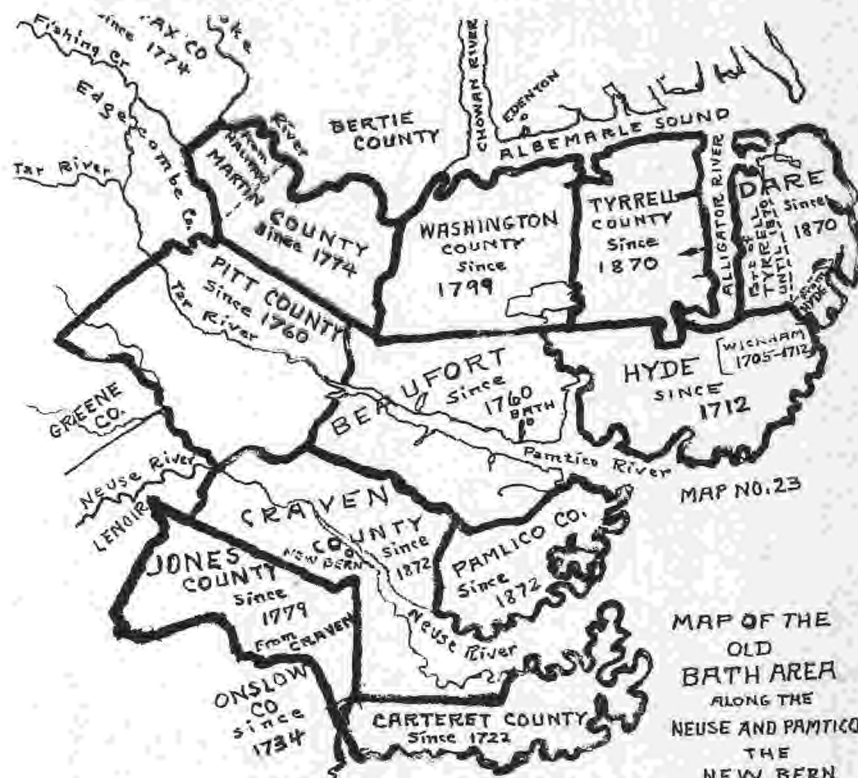 since 1774
AX CO
Fishing Cr
Edgecombe Co.
Tar River
River
BERTIE
COUNTY
CHOWAN RIVER
EDENTON
ALBEMARLE SOUND
MARTIN COUNTY
Since 1774
WASHINGTON
COUNTY
Since
1799
TYRRELL
COUNTY
Since
1870
ALLIGATOR RIVER
DARE
Since
1870
TYRRELL
UNTIL
HYDE
PITT COUNTY
Since 1760
Tar River
BEAUFORT
since
1760
BATH
HYDE
SINCE
1712
WICKHAM
1705-1712
Pamtico River
MAP NO. 23
GREENE
CO.
Neuse River
LENOIR
CRAVEN
COUNTY
Since
1872
NEW BERN
PAMLICO CO.
Since
1872
JONES
COUNTY
Since
1779
From CRAVEN
Neuse River
ONSLOW
CO
since
1734
CARTERET COUNTY
Since 1722
MAP OF THE
OLD
BATH AREA
ALONG THE
NEUSE AND PAMTICO
THE
NEW BERN